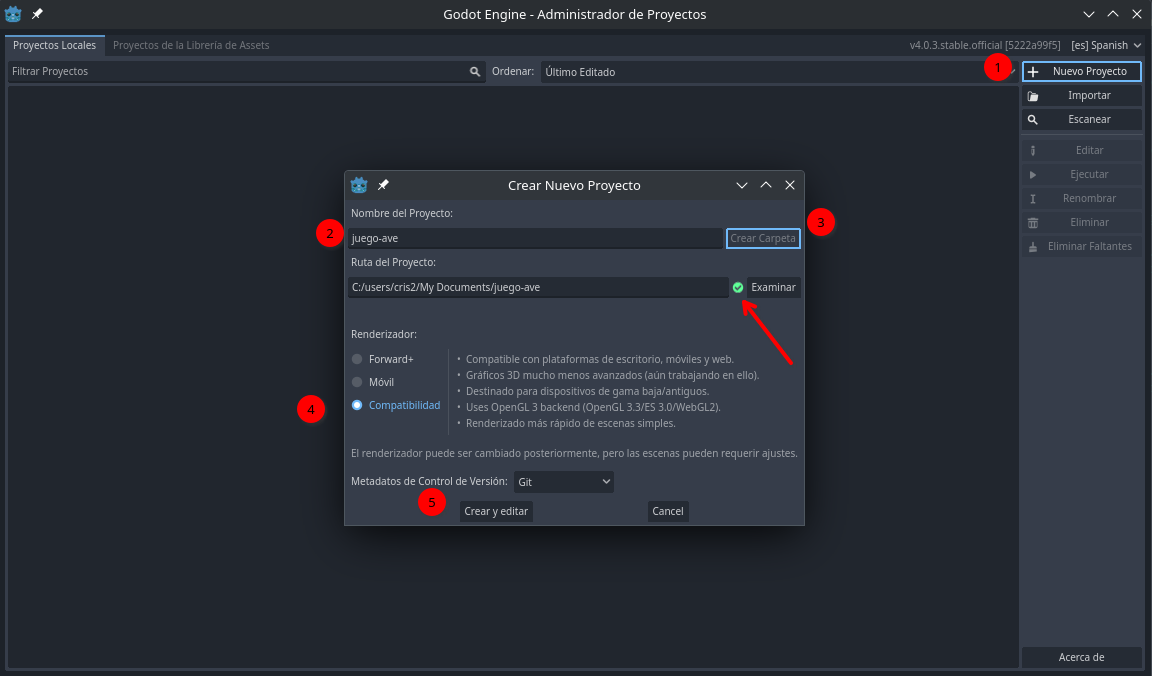 Godot Engine - Administrador de Proyectos
Proyectos Locales
Proyectos de la Librería de Assets
v4.0.3.stable.official [5222a99f5]
[es] Spanish
Filtrar Proyectos
Ordenar:
Último Editado
1
Nuevo Proyecto
Importar
Escanear
Editar
Ejecutar
Renombrar
Eliminar
Eliminar Faltantes
Crear Nuevo Proyecto
Nombre del Proyecto:
2
juego-ave
Crear Carpeta
3
Ruta del Proyecto:
C:/users/cris2/My Documents/juego-ave
Examinar
Renderizador:
Forward+
Móvil
4
Compatibilidad
• Compatible con plataformas de escritorio, móviles y web.
• Gráficos 3D mucho menos avanzados (aún trabajando en ello).
• Destinado para dispositivos de gama baja/antiguos.
• Uses OpenGL 3 backend (OpenGL 3.3/ES 3.0/WebGL2).
• Renderizado más rápido de escenas simples.
El renderizador puede ser cambiado posteriormente, pero las escenas pueden requerir ajustes.
Metadatos de Control de Versión:
Git
5
Crear y editar
Cancel
Acerca de